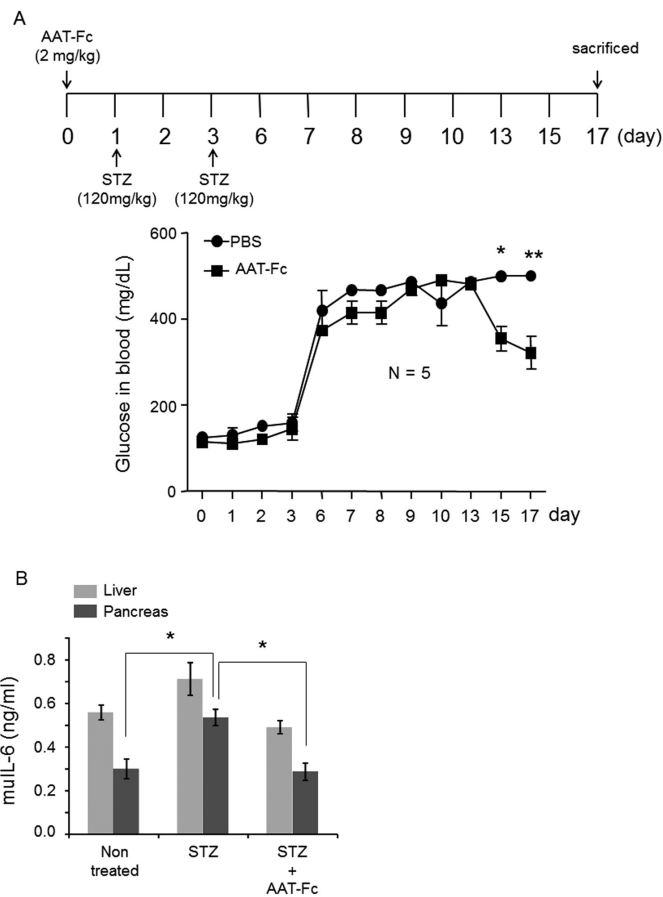 A
AAT-Fc
(2 mg/kg)
sacrificed
0 1 2 3 6 7 8 9 10 13 15 17 (day)
STZ
(120mg/kg)
STZ
(120mg/kg)
Glucose in blood (mg/dL)
600
400
200
0
PBS
AAT-Fc
* **
N = 5
0 1 2 3 6 7 8 9 10 13 15 17 day
B
Liver
Pancreas
muIL-6 (ng/ml)
0.8
0.6
0.4
0.2
0.0
* *
Non
treated
STZ
STZ
+
AAT-Fc